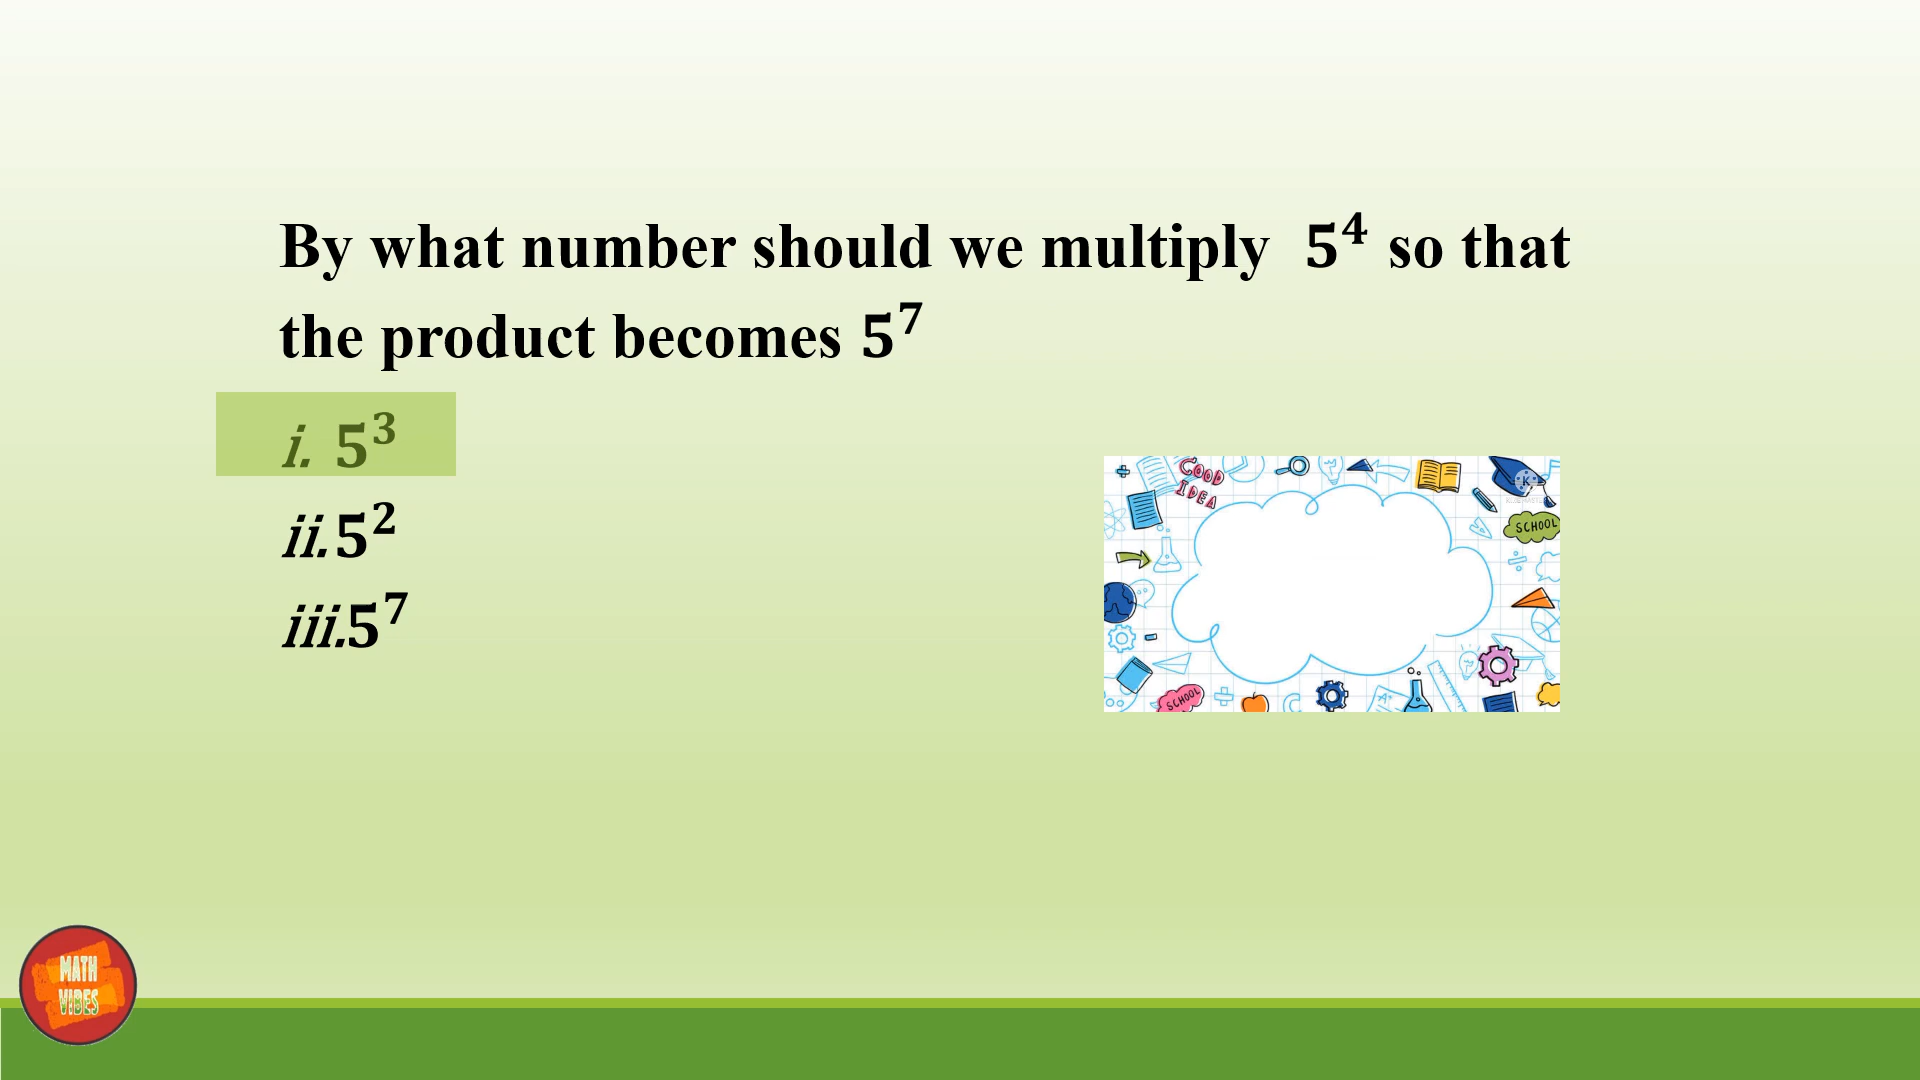 By what number should we multiply 5⁴ so that
the product becomes 5⁷
i. 5³
ii. 5²
iii. 5⁷
GOOD
IDEA
K
SCHOOL
SCHOOL
A+
MATH
VIBES